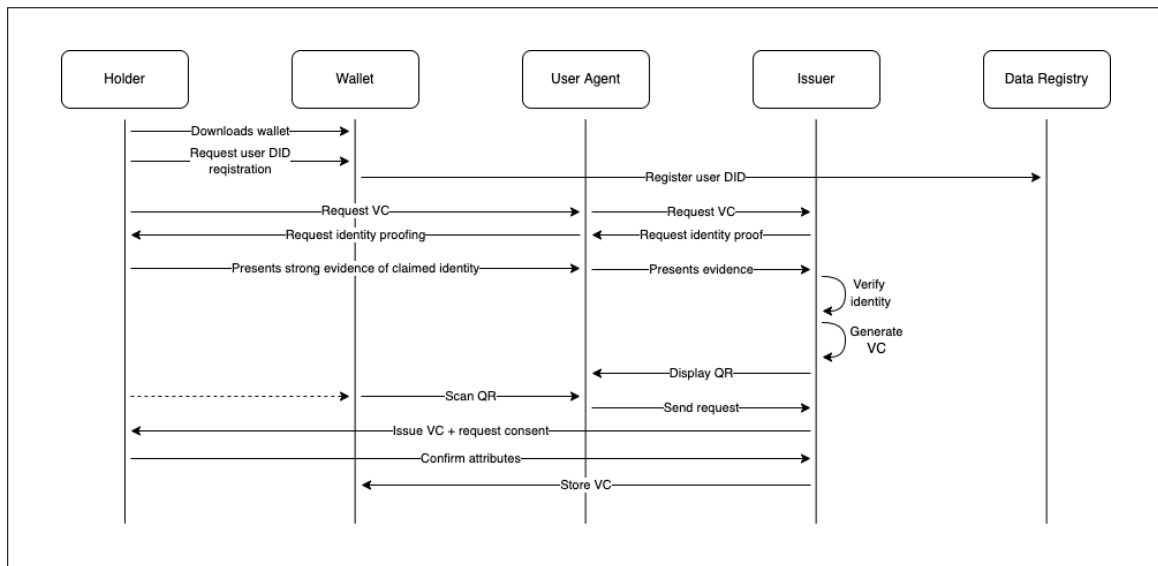 Holder
Wallet
User Agent
Issuer
Data Registry
Downloads wallet
Request user DID
reqistration
Register user DID
Request VC
Request VC
Request identity proofing
Request identity proof
Presents strong evidence of claimed identity
Presents evidence
Verify
identity
Generate
VC
Display QR
Scan QR
Send request
Issue VC + request consent
Confirm attributes
Store VC